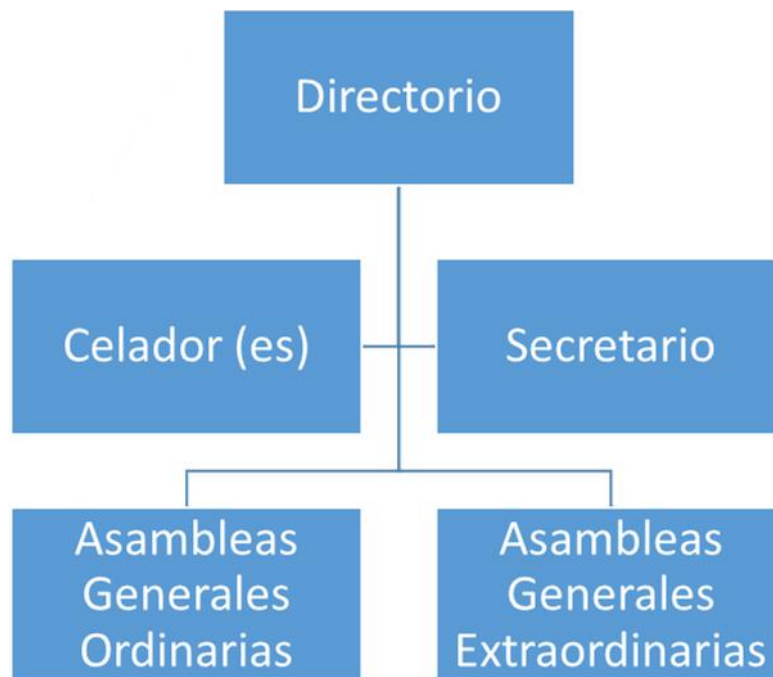 Directorio
Celador (es)
Secretario
Asambleas
Generales
Ordinarias
Asambleas
Generales
Extraordinarias